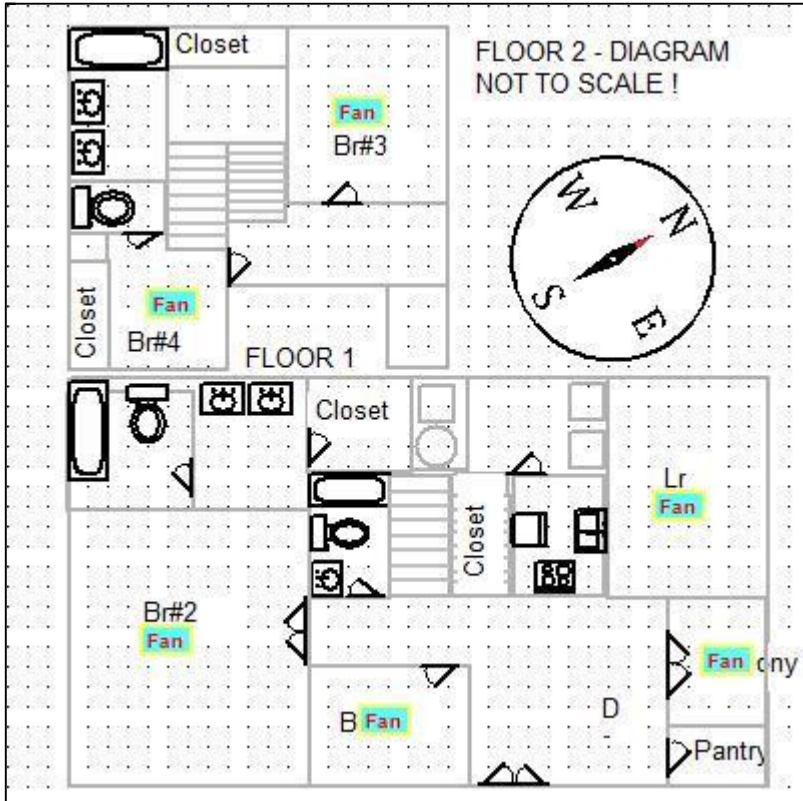 Closet
FLOOR 2 - DIAGRAM
NOT TO SCALE !
Fan
Br#3
W
N
S
E
Fan
Closet
Br#4
FLOOR 1
Closet
Lr
Fan
Closet
Br#2
Fan
Fan
ony
B
Fan
D
Pantry